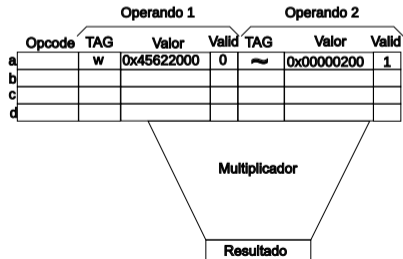 Operando 1 Operando 2
Opcode TAG Valor Valid TAG Valor Valid
a w 0x45622000 0 ~ 0x00000200 1
b
c
d
Multiplicador
Resultado